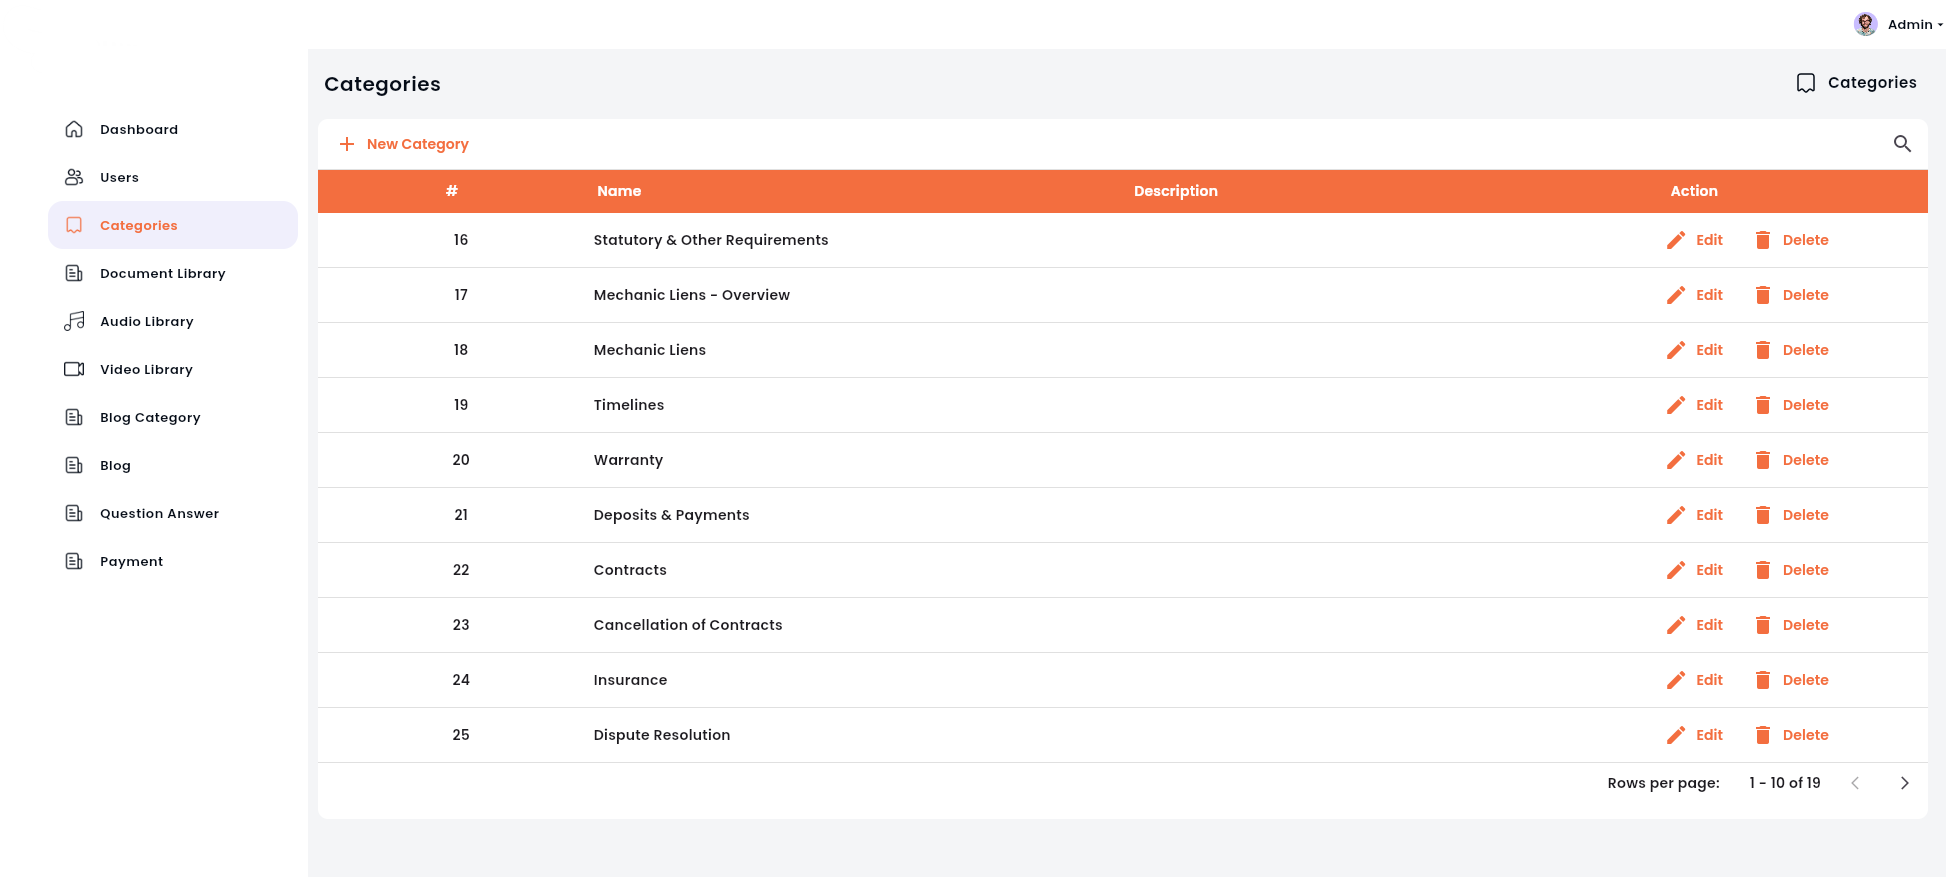 Admin
Categories
Categories
Dashboard
Users
Categories
Document Library
Audio Library
Video Library
Blog Category
Blog
Question Answer
Payment
New Category
# Name Description Action
16 Statutory & Other Requirements Edit Delete
17 Mechanic Liens - Overview Edit Delete
18 Mechanic Liens Edit Delete
19 Timelines Edit Delete
20 Warranty Edit Delete
21 Deposits & Payments Edit Delete
22 Contracts Edit Delete
23 Cancellation of Contracts Edit Delete
24 Insurance Edit Delete
25 Dispute Resolution Edit Delete
Rows per page: 1 - 10 of 19